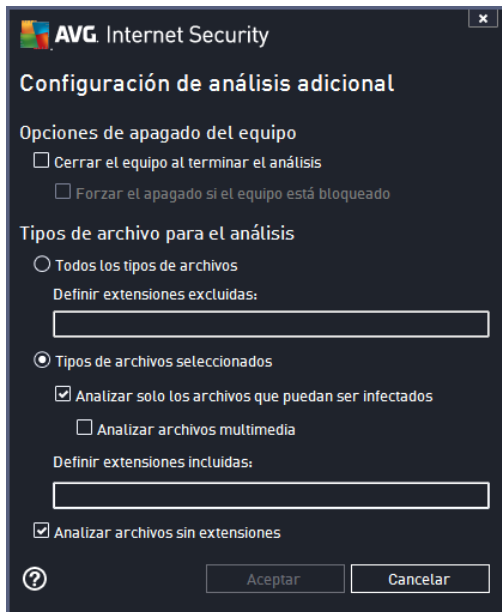 AVG. Internet Security
Configuración de análisis adicional
Opciones de apagado del equipo
Cerrar el equipo al terminar el análisis
Forzar el apagado si el equipo está bloqueado
Tipos de archivo para el análisis
Todos los tipos de archivos
Definir extensiones excluidas:
Tipos de archivos seleccionados
Analizar solo los archivos que puedan ser infectados
Analizar archivos multimedia
Definir extensiones incluidas:
Analizar archivos sin extensiones
Aceptar Cancelar